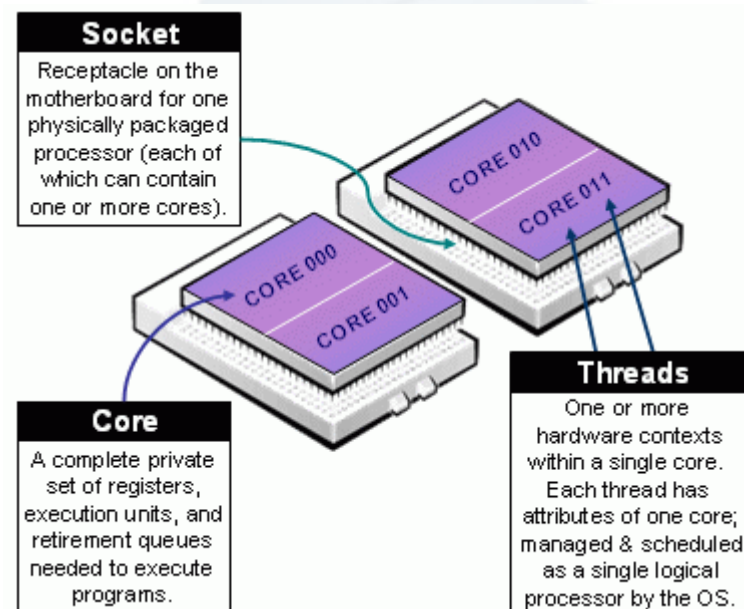 Socket
Receptacle on the
motherboard for one
physically packaged
processor (each of
which can contain
one or more cores).
CORE 010
CORE 011
CORE 000
CORE 001
Core
A complete private
set of registers,
execution units, and
retirement queues
needed to execute
programs.
Threads
One or more
hardware contexts
within a single core.
Each thread has
attributes of one core;
managed & scheduled
as a single logical
processor by the OS.